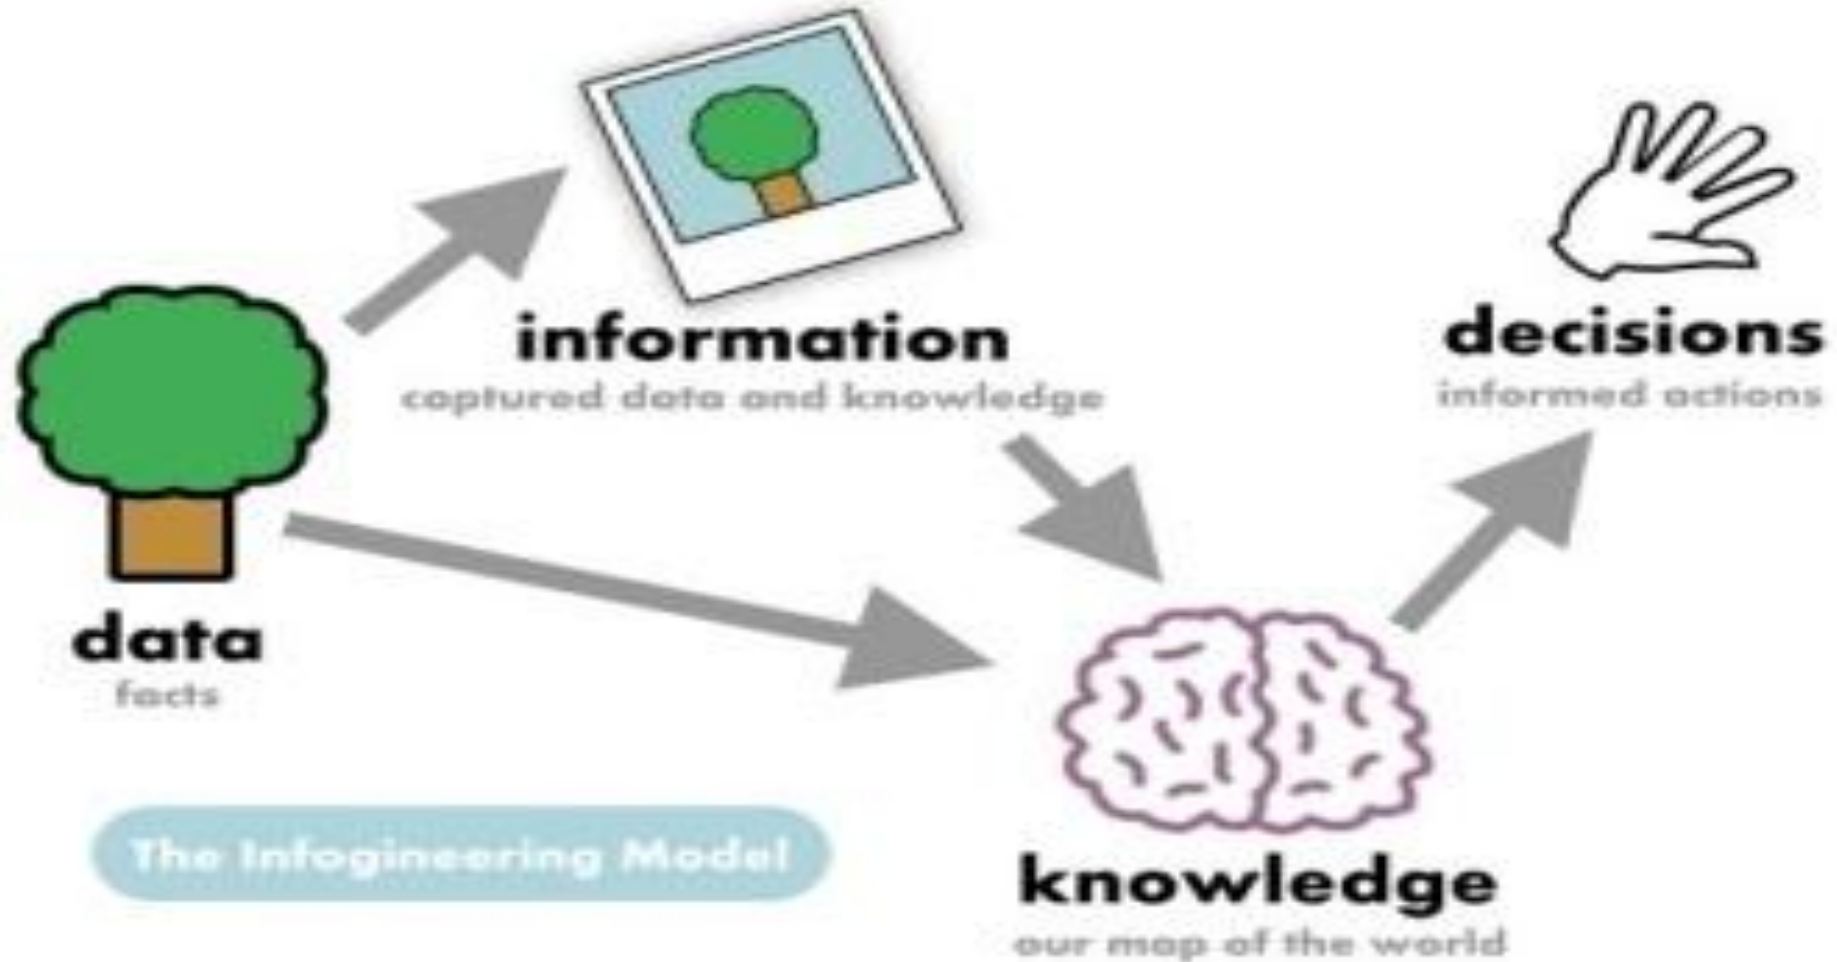 information
captured data and knowledge
decisions
informed actions
data
facts
The Infogineering Model
knowledge
our map of the world